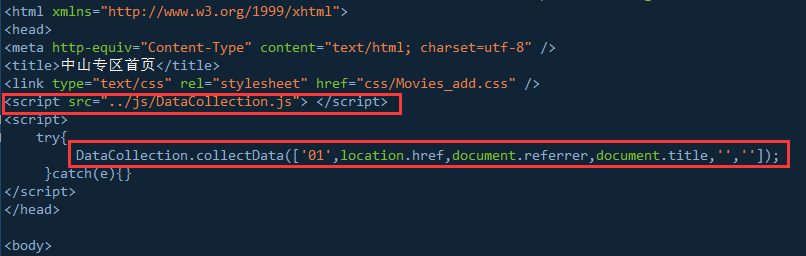 <html xmlns="http://www.w3.org/1999/xhtml">
<head>
<meta http-equiv="Content-Type" content="text/html; charset=utf-8" />
<title>中山专区首页</title>
<link type="text/css" rel="stylesheet" href="css/Movies_add.css" />
<script src="../js/DataCollection.js"> </script>
<script>
try{
DataCollection.collectData(['01',location.href,document.referrer,document.title,'','']);
}catch(e){}
</script>
</head>
<body>